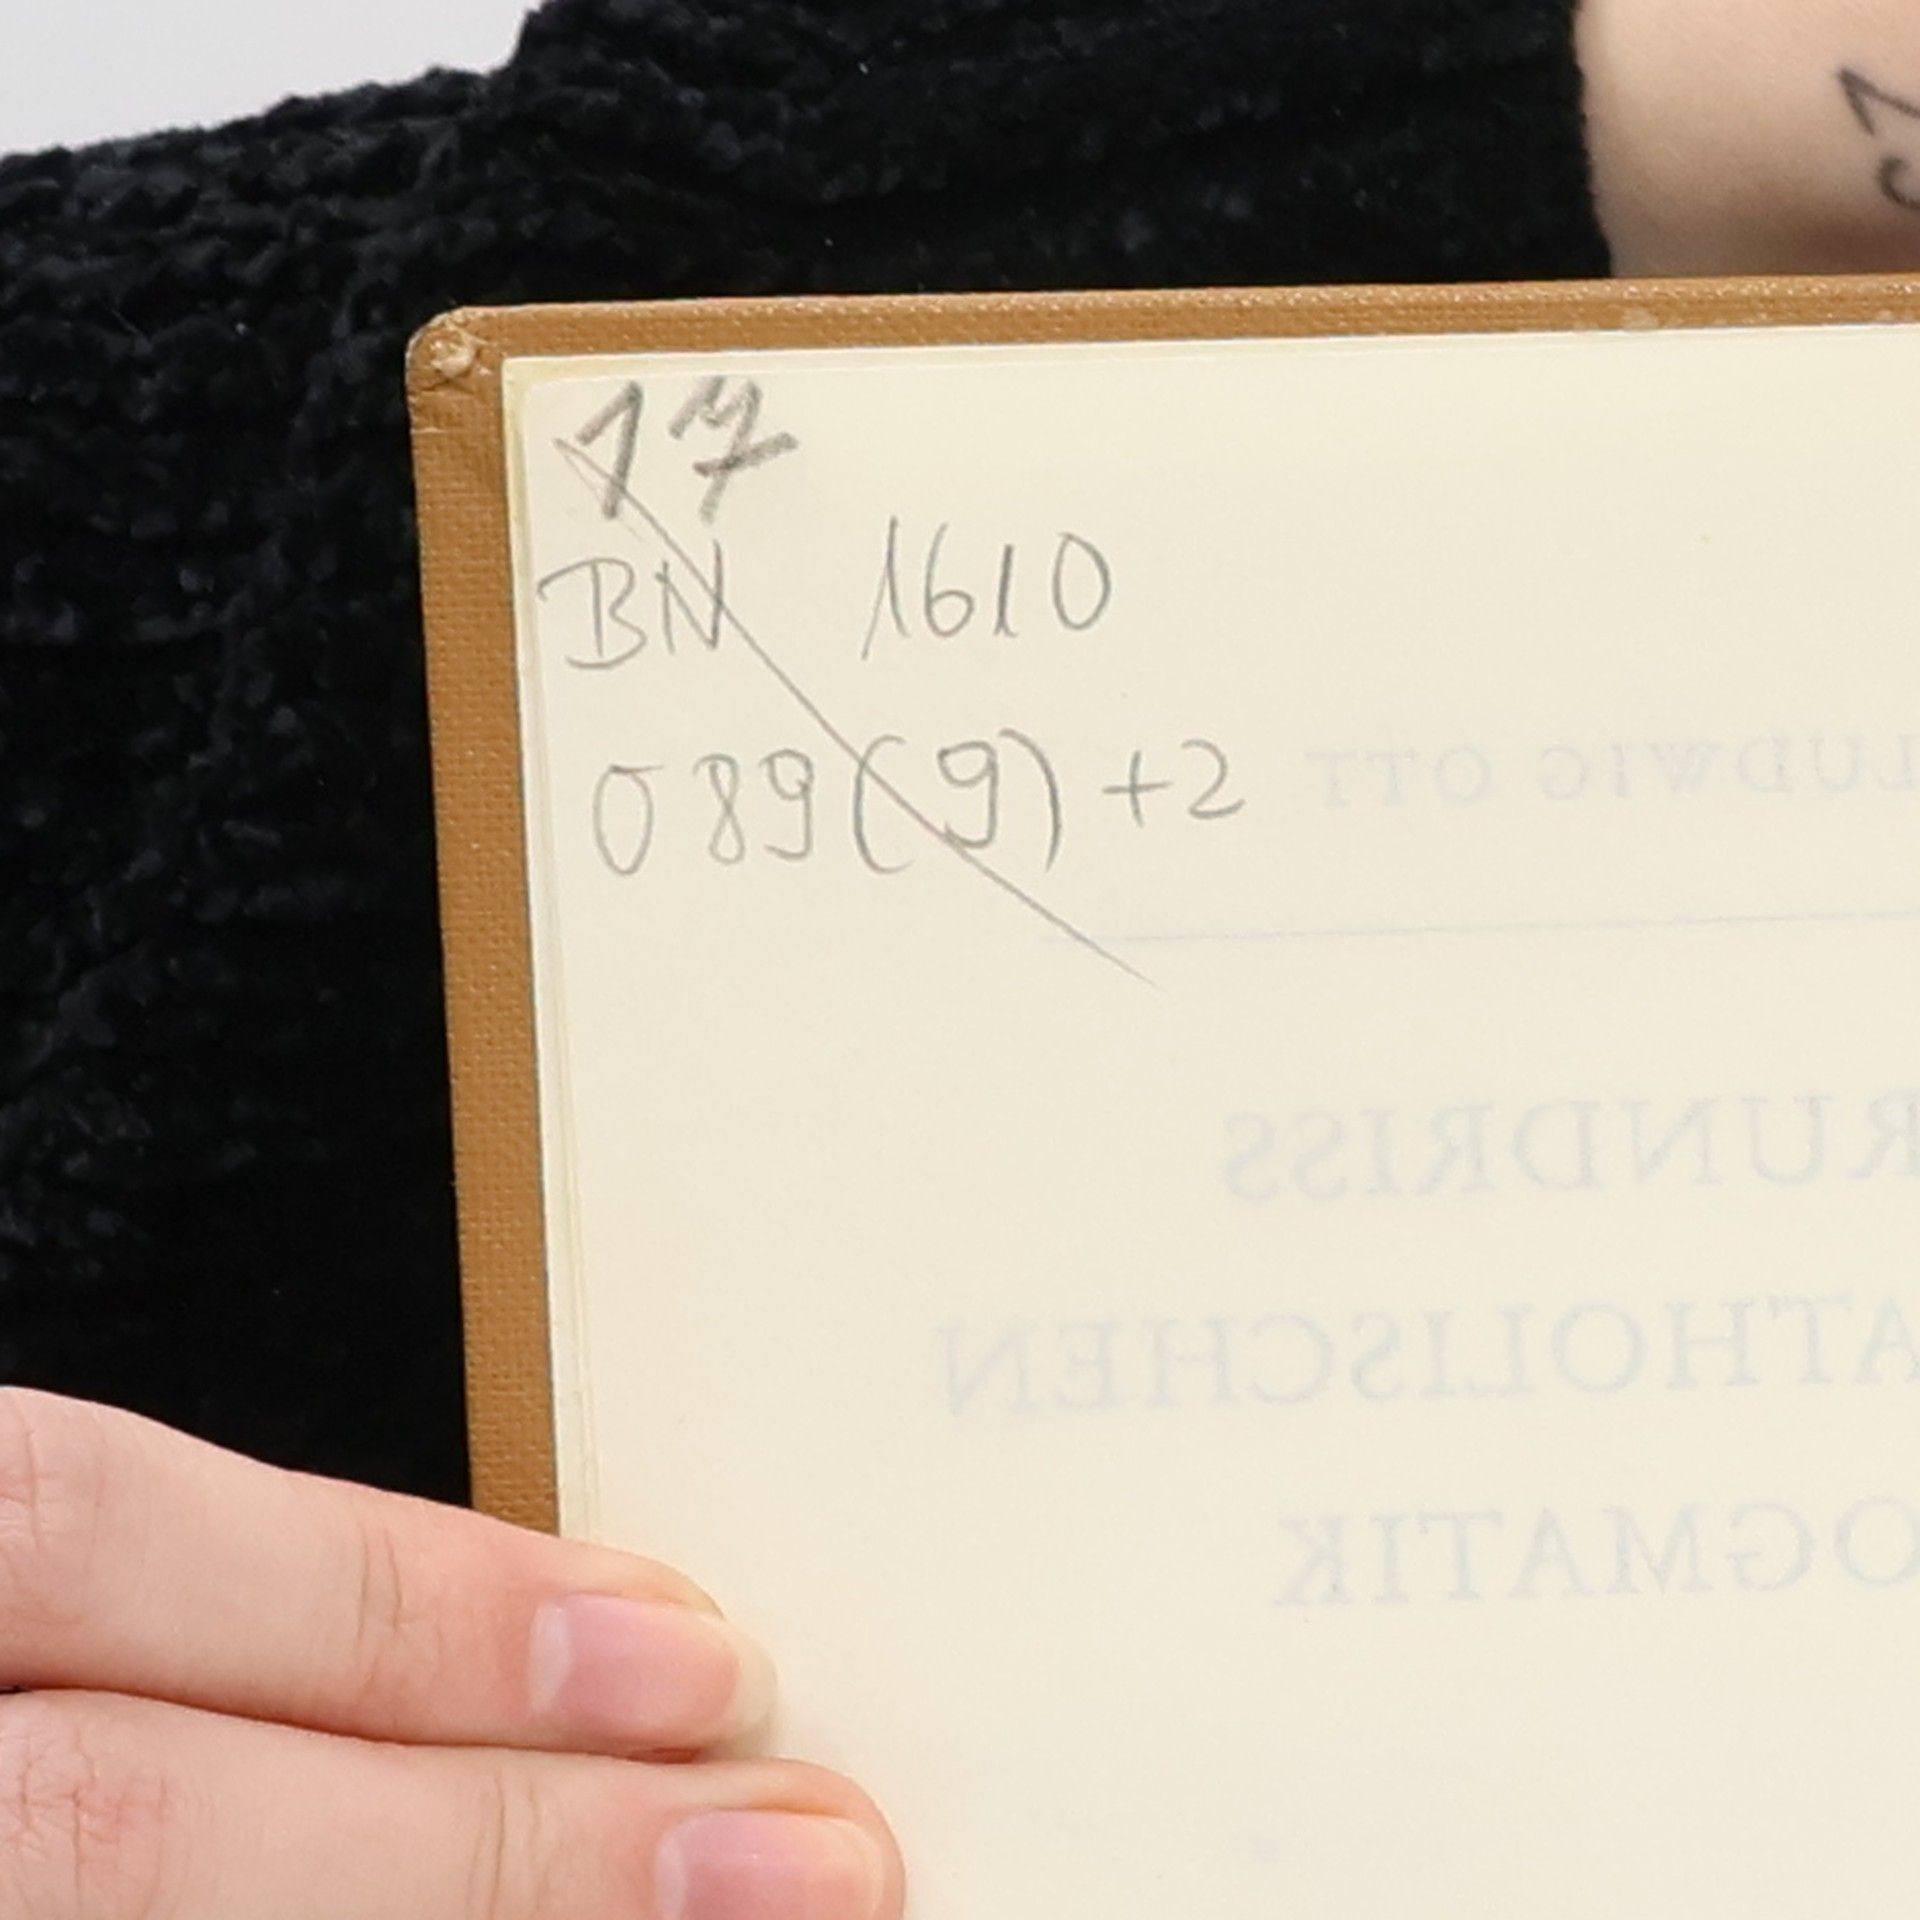 17
BN 1610
089(9)+2
LUDWIG OTT
RUNDRISS
ATHOLISCHEN
OGMATIK